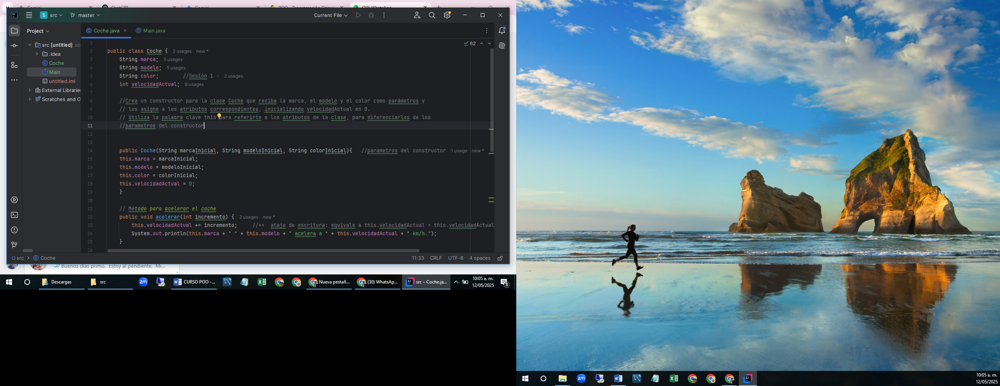 Gemini
ChatGPT
Gemini
POO - Programación Orient
(30) WhatsApp
S src
master
Current File
Project
Coche.java
Main.java
src [untitled] so
.idea
Coche
Main
untitled.iml
External Libraries
Scratches and C
62
1
2 public class Coche { 2 usages new *
3 String marca; 5 usages
4 String modelo; 5 usages
5 String color; //Sesión 1 - 2 usages
6 int velocidadActual; 8 usages
7
8 //Crea un constructor para la clase Coche que reciba la marca, el modelo y el color como parámetros y
9 // los asigne a los atributos correspondientes, inicializando velocidadActual en 0.
10 // Utiliza la palabra clave this para referirte a los atributos de la clase, para diferenciarlos de los
11 //parametros del constructor
12
13
14 public Coche(String marcaInicial, String modeloInicial, String colorInicial){ //parametros del constructor 1 usage new *
15 this.marca = marcaInicial;
16 this.modelo = modeloInicial;
17 this.color = colorInicial;
18 this.velocidadActual = 0;
19 }
20
21 // Método para acelerar el coche
22 public void acelerar(int incremento) { 2 usages new *
23 this.velocidadActual += incremento; //+= atajo de escritura: equivale a this.velocidadActual = this.velocidadActual
24 System.out.println(this.marca + " " + this.modelo + " acelera a " + this.velocidadActual + " km/h.");
25 }
26
src > Coche
11:33 CRLF UTF-8 4 spaces
Buenos días primo. Estoy al pendiente. Mi...
Descargas
src
zm
CURSO POO -...
Nueva pestañ...
(30) WhatsAp...
src – Coche.ja...
10:05 a. m.
12/05/2025
3
zm
10:05 a. m.
12/05/2025